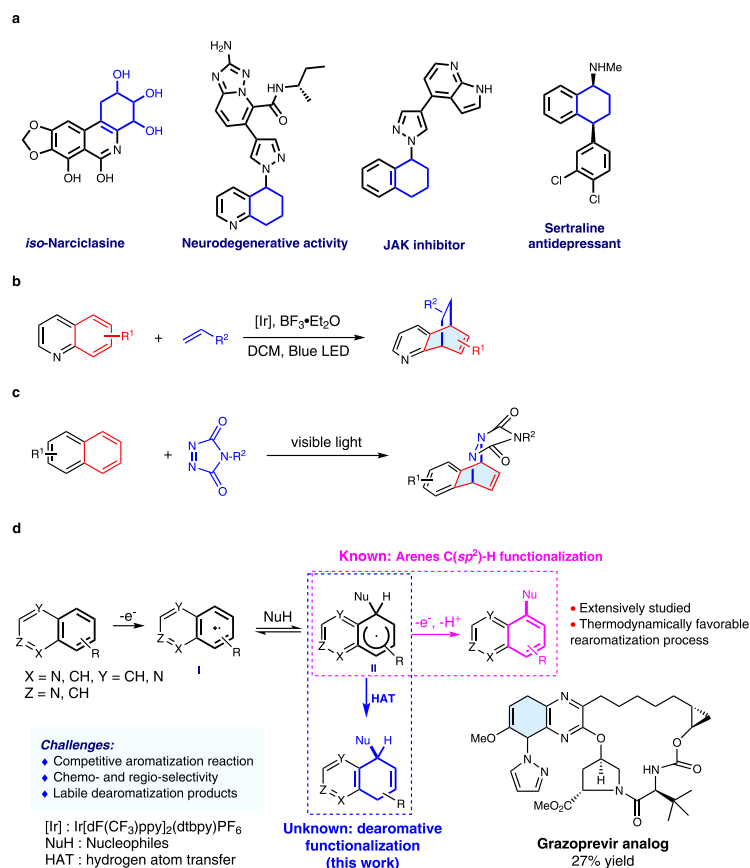 a
OH
OH
OH
O
O
OH
OH
N
iso-Narciclasine
H2N
N
N
N
H
N
O
N
N
N
Neurodegenerative activity
N
N
H
NH
N
N
JAK inhibitor
NHMe
Cl
Cl
Sertraline
antidepressant
b
N
R1
+
R2
[Ir], BF3•Et2O
DCM, Blue LED
R2
N
R1
c
R1
+
O
N
N
N-R2
O
visible light
O
N
N
NR2
O
R1
d
Known: Arenes C(sp2)-H functionalization
Y
Z
X
R
-e-
Y
Z
X
R
I
NuH
Nu
H
Y
Z
X
R
II
-e-, -H+
Nu
Y
Z
X
R
• Extensively studied
• Thermodynamically favorable
rearomatization process
X = N, CH, Y = CH, N
Z = N, CH
HAT
Nu
H
Y
Z
X
R
Challenges:
♦ Competitive aromatization reaction
♦ Chemo- and regio-selectivity
♦ Labile dearomatization products
[Ir] : Ir[dF(CF3)ppy]2(dtbpy)PF6
NuH : Nucleophiles
HAT : hydrogen atom transfer
Unknown: dearomative
functionalization
(this work)
N
N
MeO
N
N
O
H
MeO2C
N
O
HN
O
O
Grazoprevir analog
27% yield